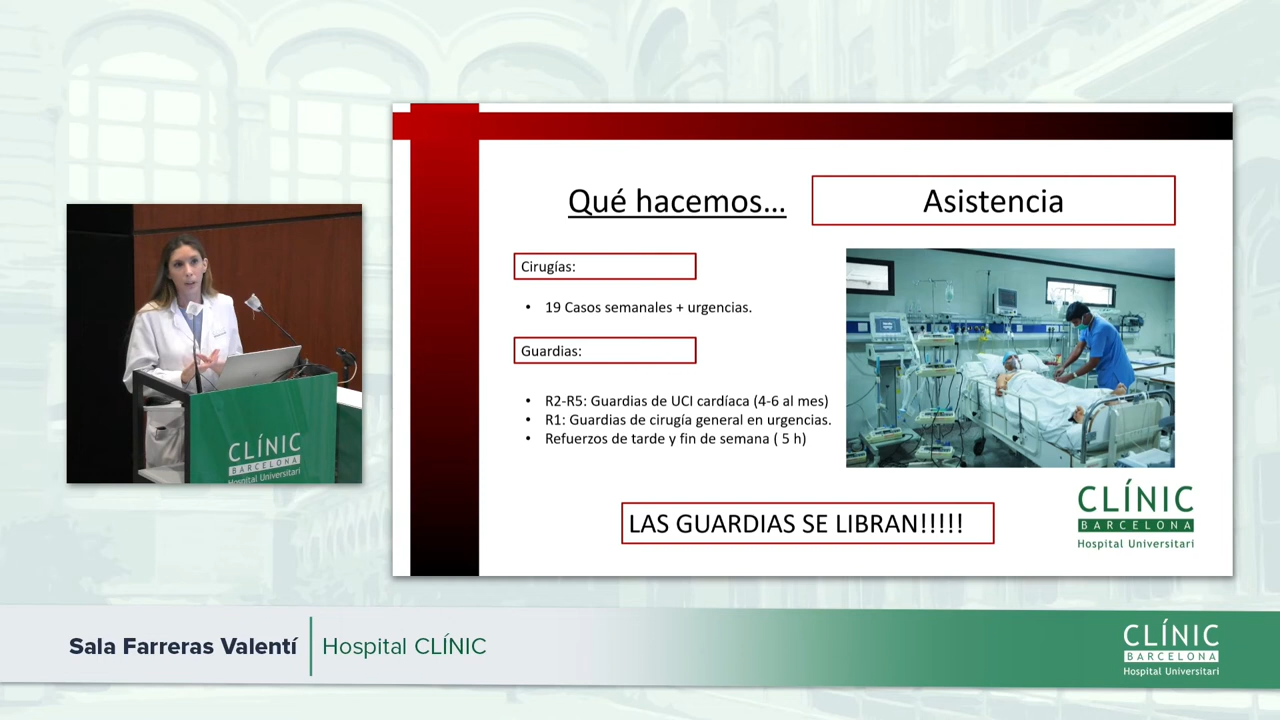 Qué hacemos...
Asistencia
Cirugías:
• 19 Casos semanales + urgencias.
Guardias:
• R2-R5: Guardias de UCI cardíaca (4-6 al mes)
• R1: Guardias de cirugía general en urgencias.
• Refuerzos de tarde y fin de semana ( 5 h)
LAS GUARDIAS SE LIBRAN!!!!!
CLÍNIC
BARCELONA
Hospital Universitari
CLÍNIC
BARCELONA
Hospital Universitari
Sala Farreras Valentí
Hospital CLÍNIC
CLÍNIC
BARCELONA
Hospital Universitari